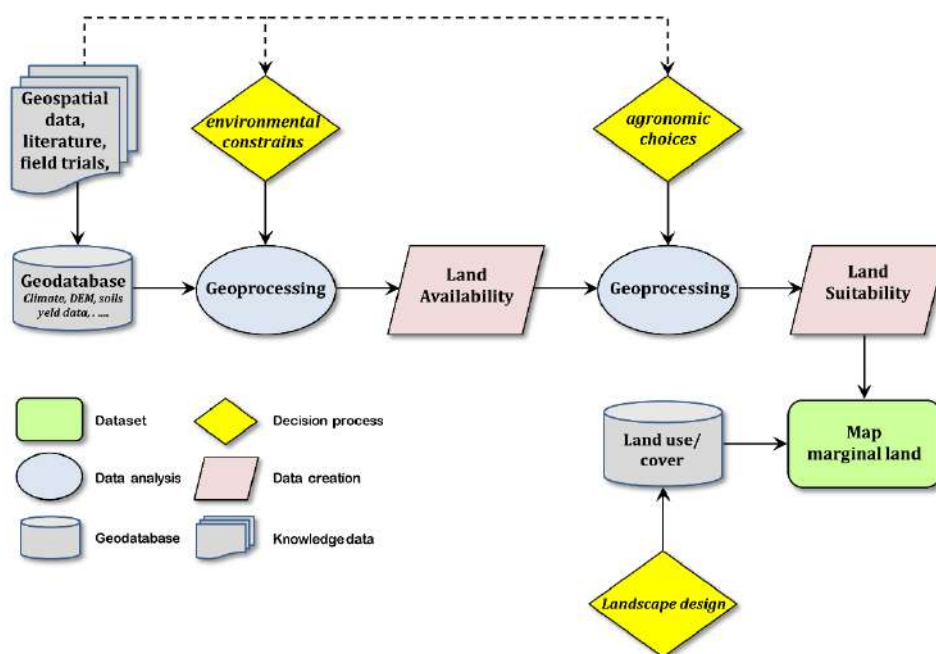 Geospatial
data,
literature,
field trials,
environmental
constrains
agronomic
choices
Geodatabase
Climate, DEM, soils
yeld data, . ....
Geoprocessing
Land
Availability
Geoprocessing
Land
Suitability
Dataset
Decision process
Land use/
cover
Map
marginal land
Data analysis
Data creation
Geodatabase
Knowledge data
Landscape design